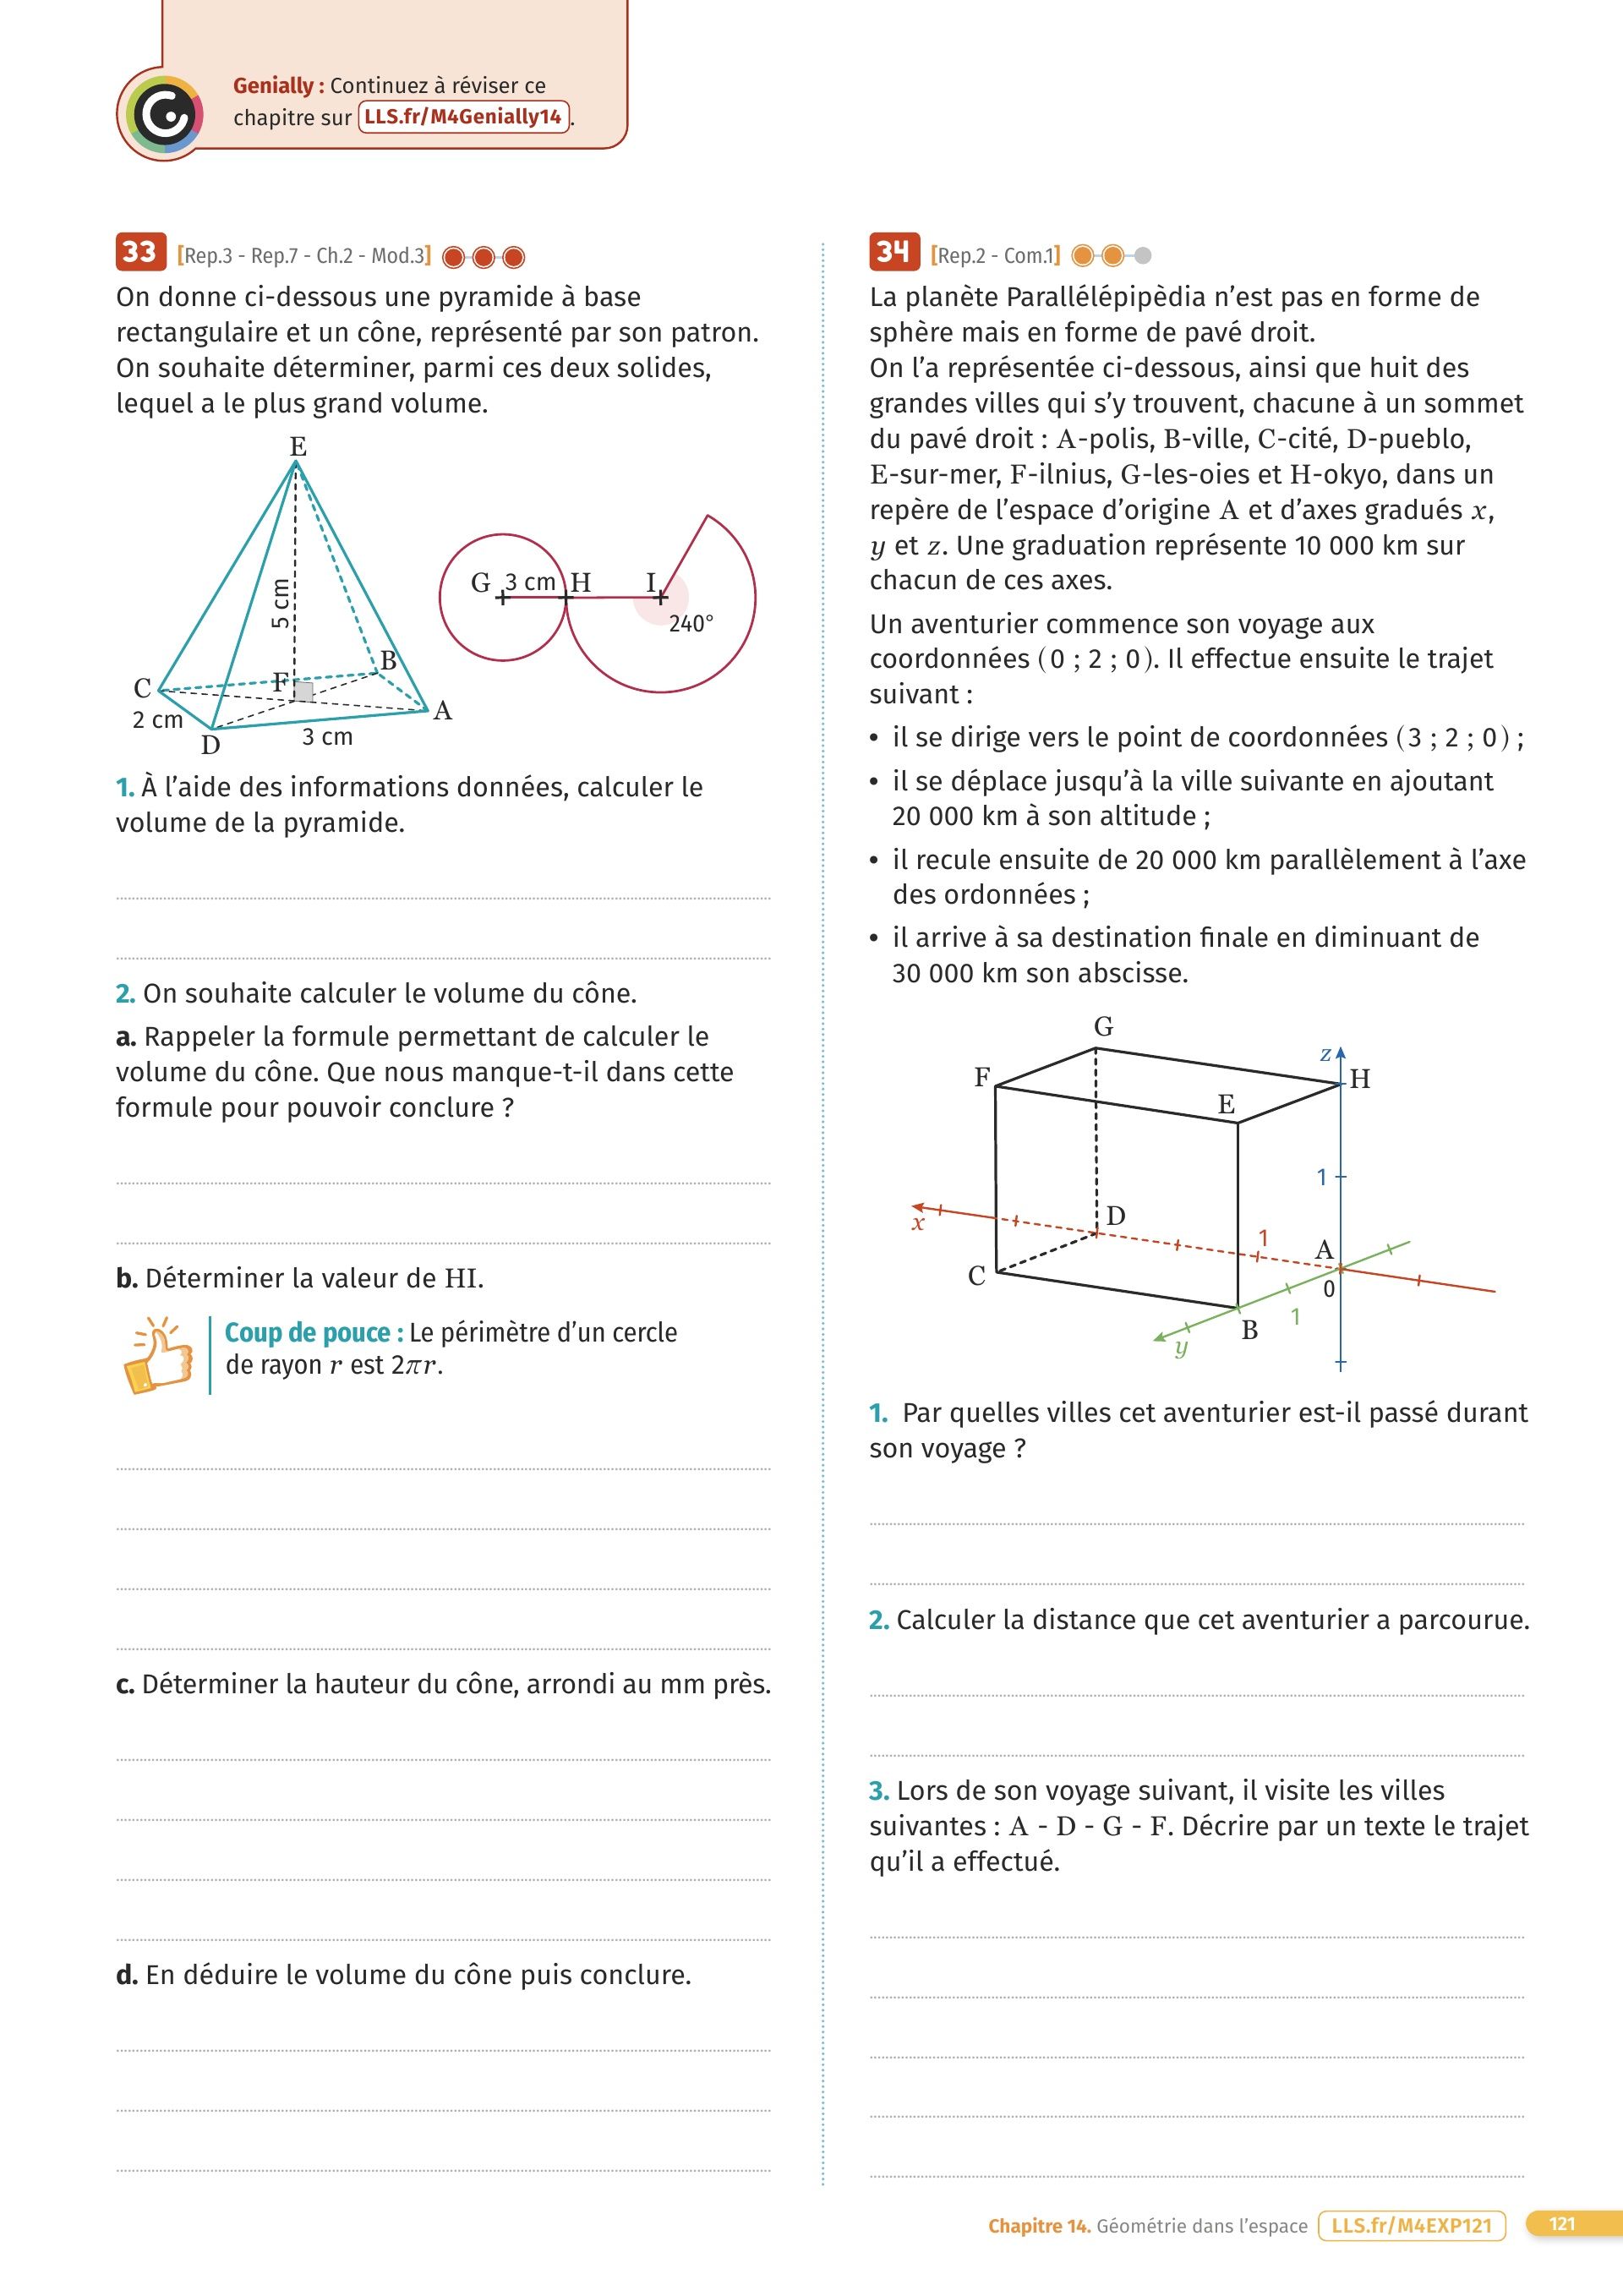 Genially : Continuez à réviser ce
chapitre sur LLS.fr/M4Genially14.
33 [Rep.3 - Rep.7 - Ch.2 - Mod.3]
On donne ci-dessous une pyramide à base
rectangulaire et un cône, représenté par son patron.
On souhaite déterminer, parmi ces deux solides,
lequel a le plus grand volume.
E
5 cm
G 3 cm H I
240°
B
C F
A
2 cm
D 3 cm
1. À l’aide des informations données, calculer le
volume de la pyramide.
2. On souhaite calculer le volume du cône.
a. Rappeler la formule permettant de calculer le
volume du cône. Que nous manque-t-il dans cette
formule pour pouvoir conclure ?
b. Déterminer la valeur de HI.
Coup de pouce : Le périmètre d’un cercle
de rayon r est 2πr.
c. Déterminer la hauteur du cône, arrondi au mm près.
d. En déduire le volume du cône puis conclure.
34 [Rep.2 - Com.1]
La planète Parallélépipèdia n’est pas en forme de
sphère mais en forme de pavé droit.
On l’a représentée ci-dessous, ainsi que huit des
grandes villes qui s’y trouvent, chacune à un sommet
du pavé droit : A-polis, B-ville, C-cité, D-pueblo,
E-sur-mer, F-ilnius, G-les-oies et H-okyo, dans un
repère de l’espace d’origine A et d’axes gradués x,
y et z. Une graduation représente 10 000 km sur
chacun de ces axes.
Un aventurier commence son voyage aux
coordonnées (0 ; 2 ; 0). Il effectue ensuite le trajet
suivant :
• il se dirige vers le point de coordonnées (3 ; 2 ; 0) ;
• il se déplace jusqu’à la ville suivante en ajoutant
20 000 km à son altitude ;
• il recule ensuite de 20 000 km parallèlement à l’axe
des ordonnées ;
• il arrive à sa destination finale en diminuant de
30 000 km son abscisse.
G
z
F H
E
1
x D
1 A
C 0
1
B
y
1. Par quelles villes cet aventurier est-il passé durant
son voyage ?
2. Calculer la distance que cet aventurier a parcourue.
3. Lors de son voyage suivant, il visite les villes
suivantes : A - D - G - F. Décrire par un texte le trajet
qu’il a effectué.
Chapitre 14. Géométrie dans l’espace LLS.fr/M4EXP121 121